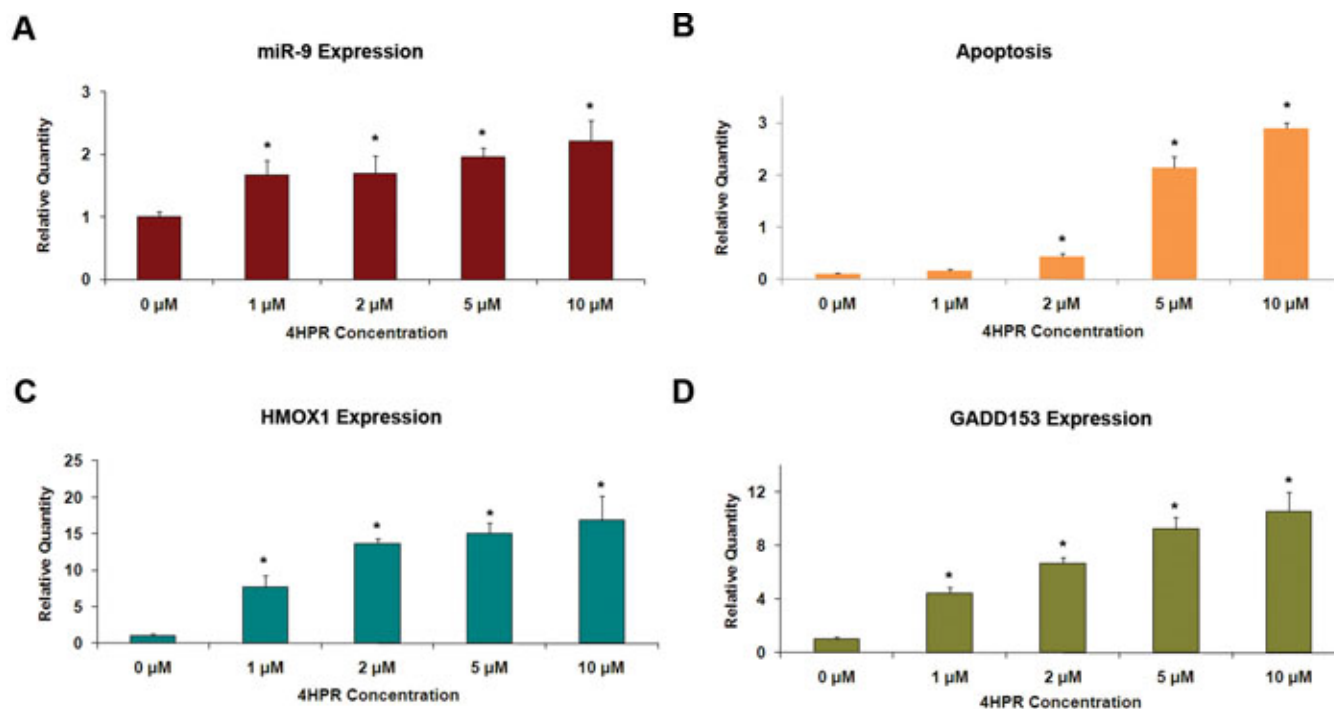 A
miR-9 Expression
Relative Quantity
3
2
1
0
* * * *
0 µM 1 µM 2 µM 5 µM 10 µM
4HPR Concentration
B
Apoptosis
Relative Quantity
3
2
1
0
* * *
0 µM 1 µM 2 µM 5 µM 10 µM
4HPR Concentration
C
HMOX1 Expression
Relative Quantity
25
20
15
10
5
0
* * * *
0 µM 1 µM 2 µM 5 µM 10 µM
4HPR Concentration
D
GADD153 Expression
Relative Quantity
12
8
4
0
* * * *
0 µM 1 µM 2 µM 5 µM 10 µM
4HPR Concentration